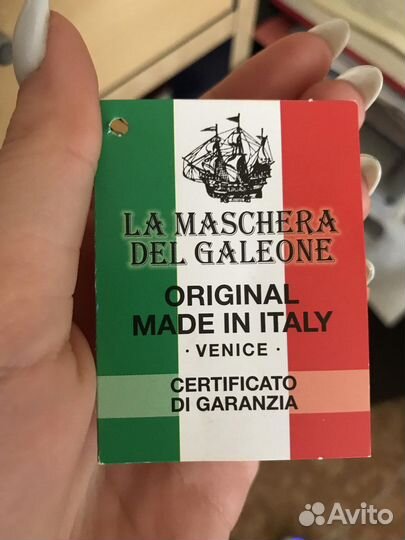 LA MASCHERA
DEL GALEONE
ORIGINAL
MADE IN ITALY
· VENICE ·
CERTIFICATO
DI GARANZIA
Avito